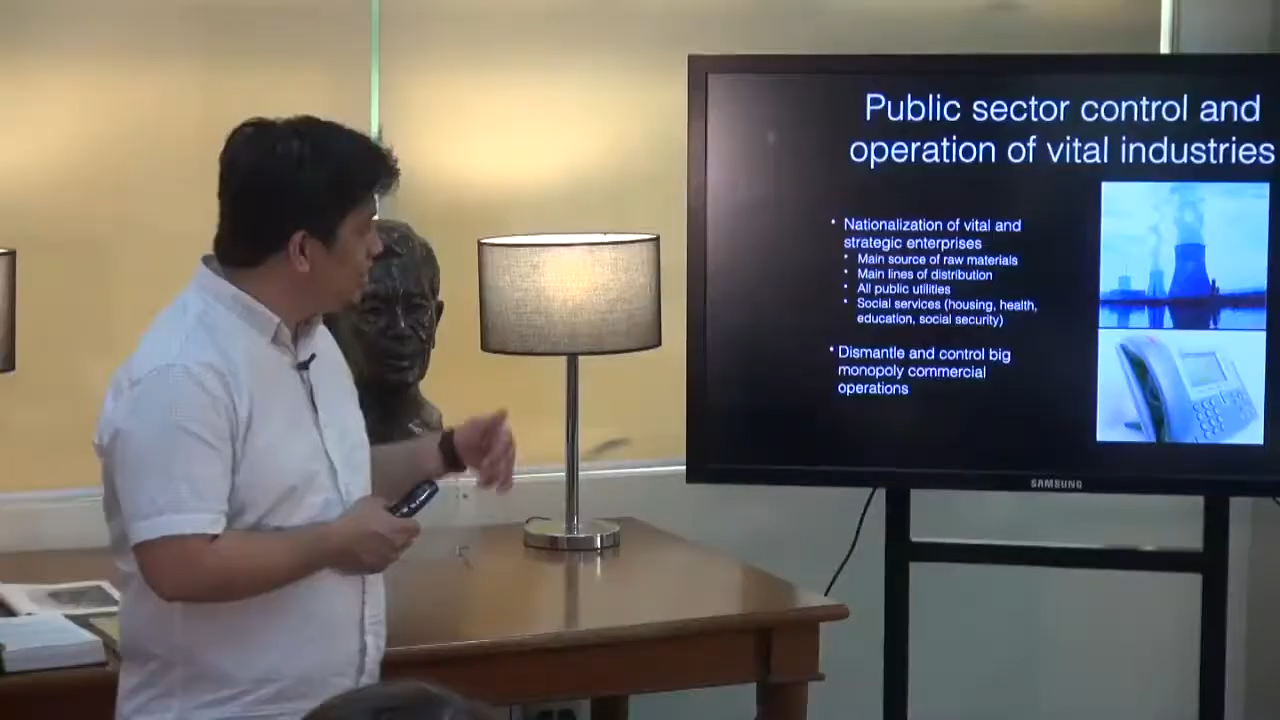 Public sector control and
operation of vital industries
• Nationalization of vital and
strategic enterprises
• Main source of raw materials
• Main lines of distribution
• All public utilities
• Social services (housing, health,
education, social security)
• Dismantle and control big
monopoly commercial
operations
SAMSUNG